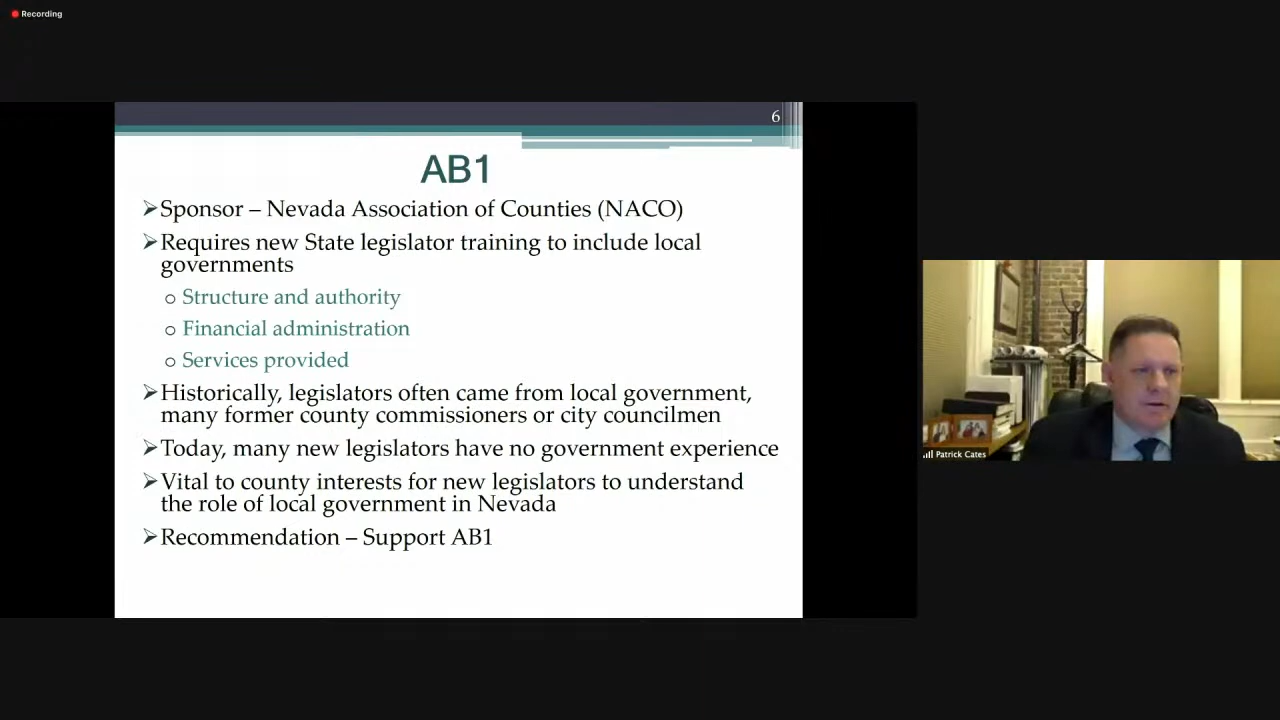 Recording
6
AB1
➢Sponsor – Nevada Association of Counties (NACO)
➢Requires new State legislator training to include local
governments
o Structure and authority
o Financial administration
o Services provided
➢Historically, legislators often came from local government,
many former county commissioners or city councilmen
➢Today, many new legislators have no government experience
➢Vital to county interests for new legislators to understand
the role of local government in Nevada
➢Recommendation – Support AB1
Patrick Cates